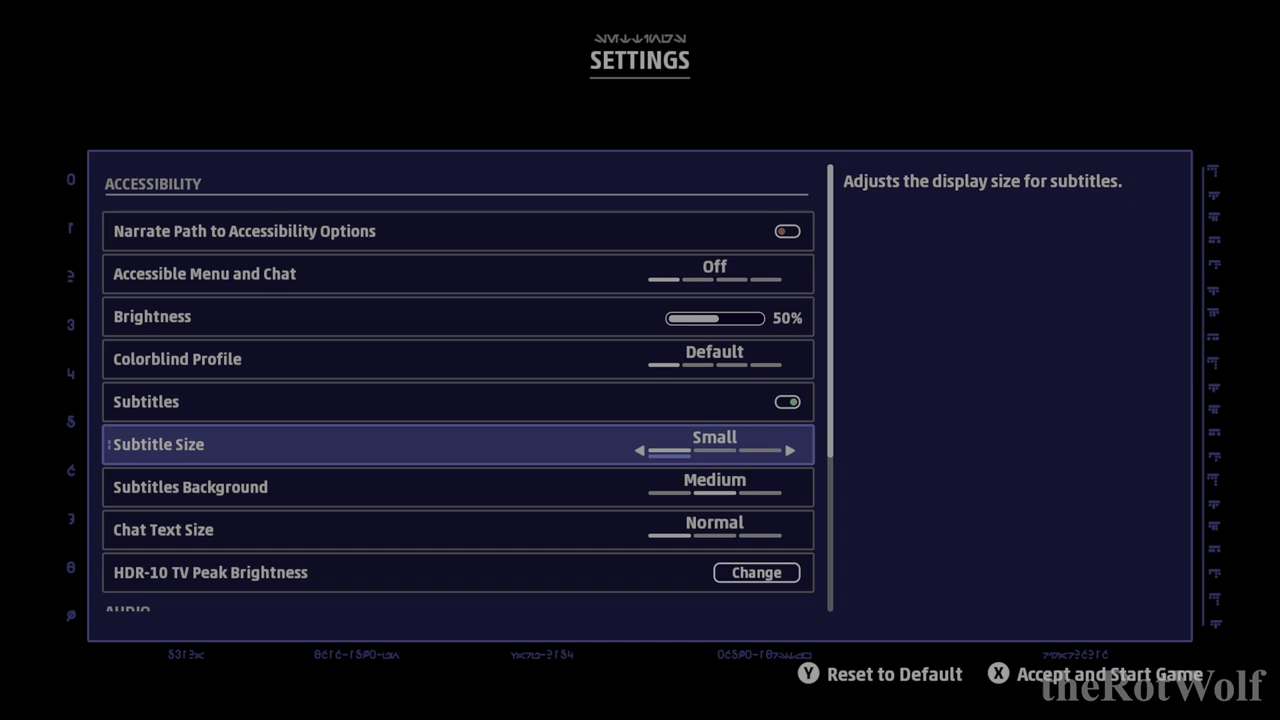 SETTINGS
ACCESSIBILITY
Narrate Path to Accessibility Options
Accessible Menu and Chat
Off
Brightness
50%
Colorblind Profile
Default
Subtitles
Subtitle Size
Small
Subtitles Background
Medium
Chat Text Size
Normal
HDR-10 TV Peak Brightness
Change
AUDIO
Adjusts the display size for subtitles.
Y Reset to Default
X Accept and Start Game
theRotWolf